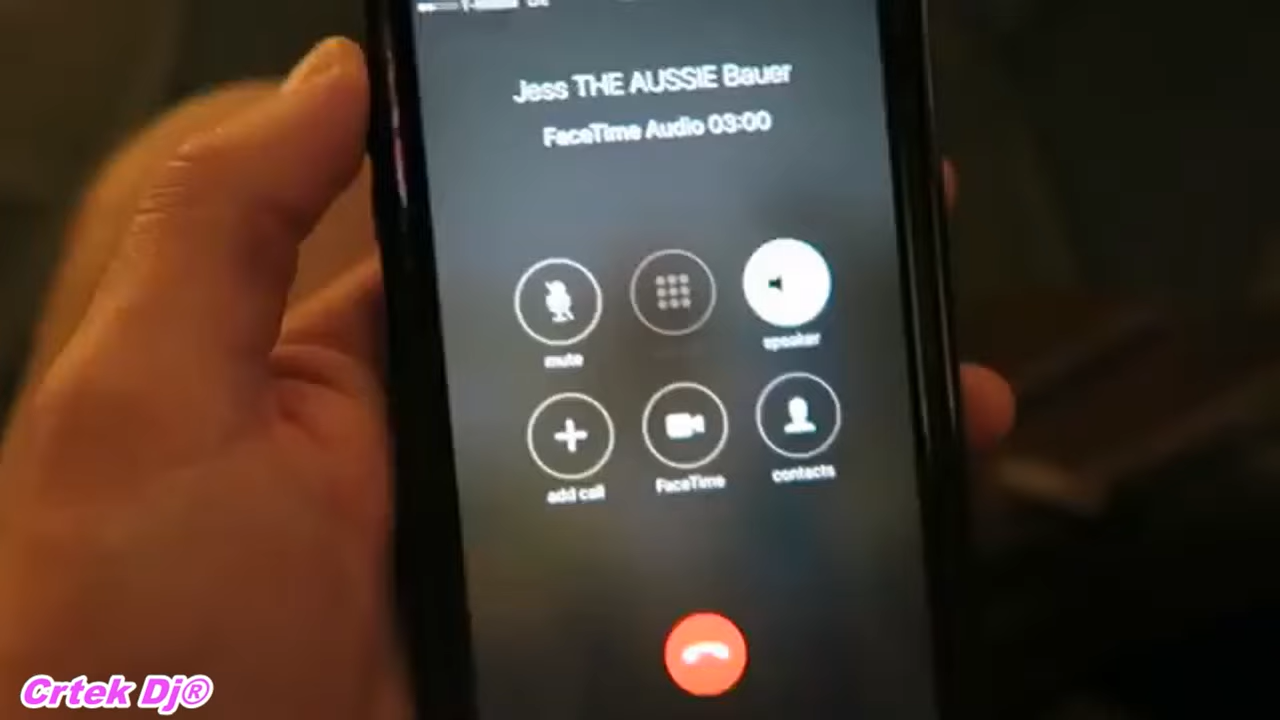 Jess THE AUSSIE Bauer
FaceTime Audio 03:00
mute
speaker
add call
FaceTime
contacts
Crtek Dj®